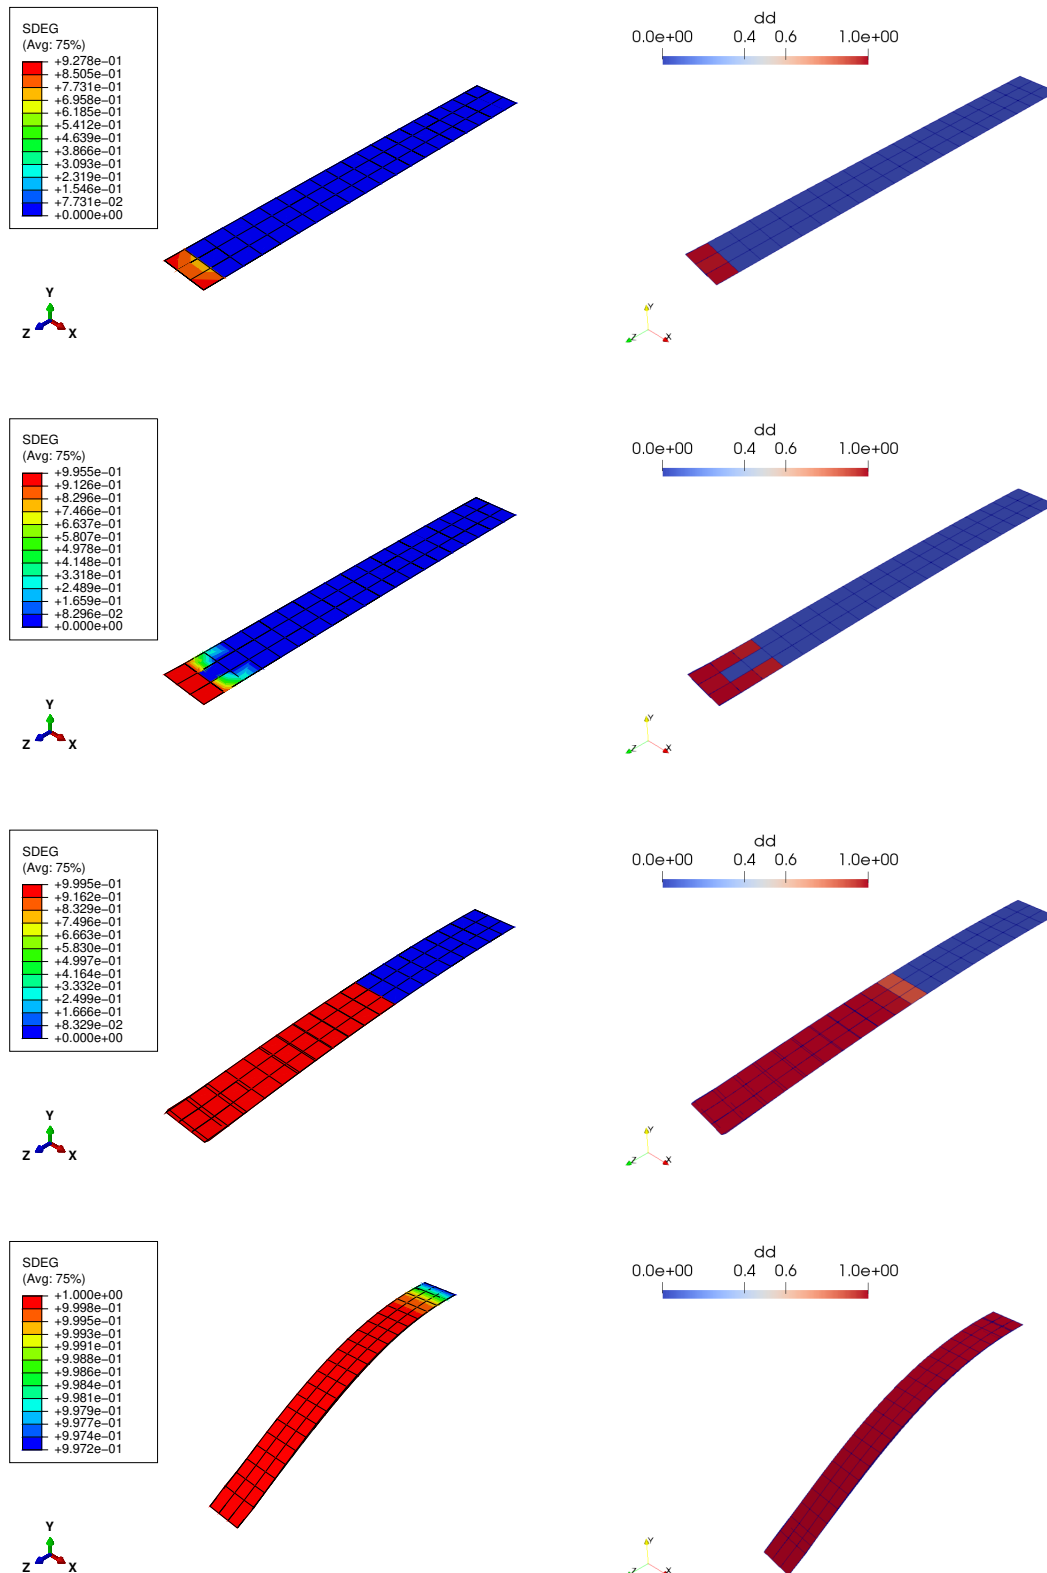 SDEG
(Avg: 75%)
+9.278e−01
+8.505e−01
+7.731e−01
+6.958e−01
+6.185e−01
+5.412e−01
+4.639e−01
+3.866e−01
+3.093e−01
+2.319e−01
+1.546e−01
+7.731e−02
+0.000e+00
Y
Z X
dd
0.0e+00 0.4 0.6 1.0e+00
Y
Z X
SDEG
(Avg: 75%)
+9.955e−01
+9.126e−01
+8.296e−01
+7.466e−01
+6.637e−01
+5.807e−01
+4.978e−01
+4.148e−01
+3.318e−01
+2.489e−01
+1.659e−01
+8.296e−02
+0.000e+00
Y
Z X
dd
0.0e+00 0.4 0.6 1.0e+00
Y
Z X
SDEG
(Avg: 75%)
+9.995e−01
+9.162e−01
+8.329e−01
+7.496e−01
+6.663e−01
+5.830e−01
+4.997e−01
+4.164e−01
+3.332e−01
+2.499e−01
+1.666e−01
+8.329e−02
+0.000e+00
Y
Z X
dd
0.0e+00 0.4 0.6 1.0e+00
Y
Z X
SDEG
(Avg: 75%)
+1.000e+00
+9.998e−01
+9.995e−01
+9.993e−01
+9.991e−01
+9.988e−01
+9.986e−01
+9.984e−01
+9.981e−01
+9.979e−01
+9.977e−01
+9.974e−01
+9.972e−01
Y
Z X
dd
0.0e+00 0.4 0.6 1.0e+00
Y
Z X